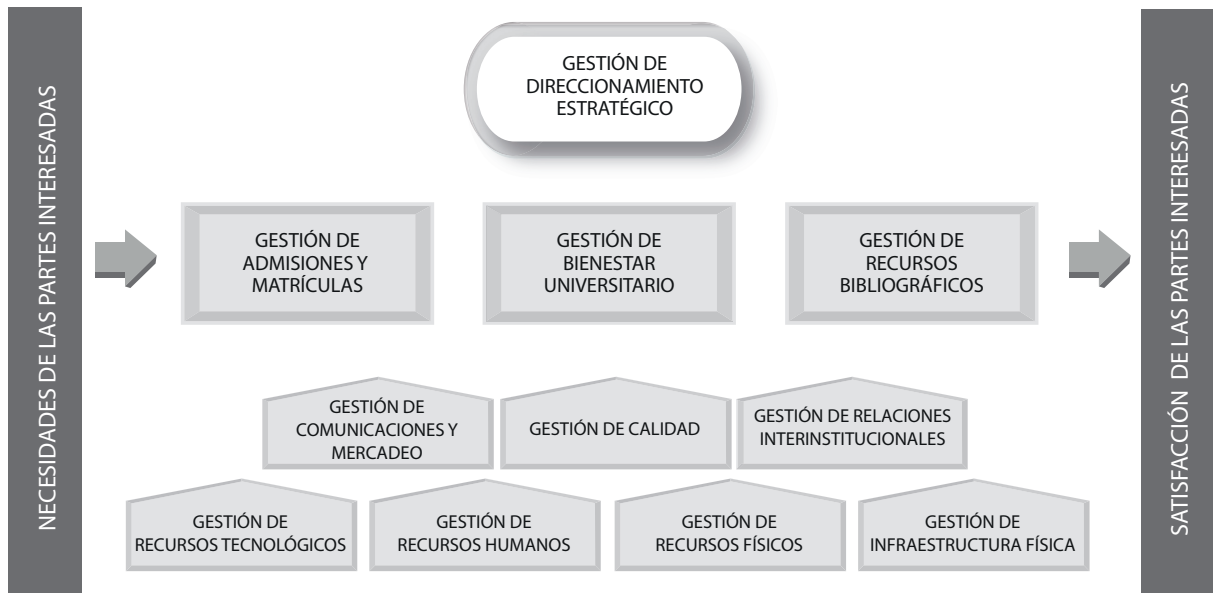 NECESIDADES DE LAS PARTES INTERESADAS
GESTIÓN DE
DIRECCIONAMIENTO
ESTRATÉGICO
GESTIÓN DE
ADMISIONES Y
MATRÍCULAS
GESTIÓN DE
BIENESTAR
UNIVERSITARIO
GESTIÓN DE
RECURSOS
BIBLIOGRÁFICOS
GESTIÓN DE
COMUNICACIONES Y
MERCADEO
GESTIÓN DE CALIDAD
GESTIÓN DE RELACIONES
INTERINSTITUCIONALES
GESTIÓN DE
RECURSOS TECNOLÓGICOS
GESTIÓN DE
RECURSOS HUMANOS
GESTIÓN DE
RECURSOS FÍSICOS
GESTIÓN DE
INFRAESTRUCTURA FÍSICA
SATISFACCIÓN DE LAS PARTES INTERESADAS